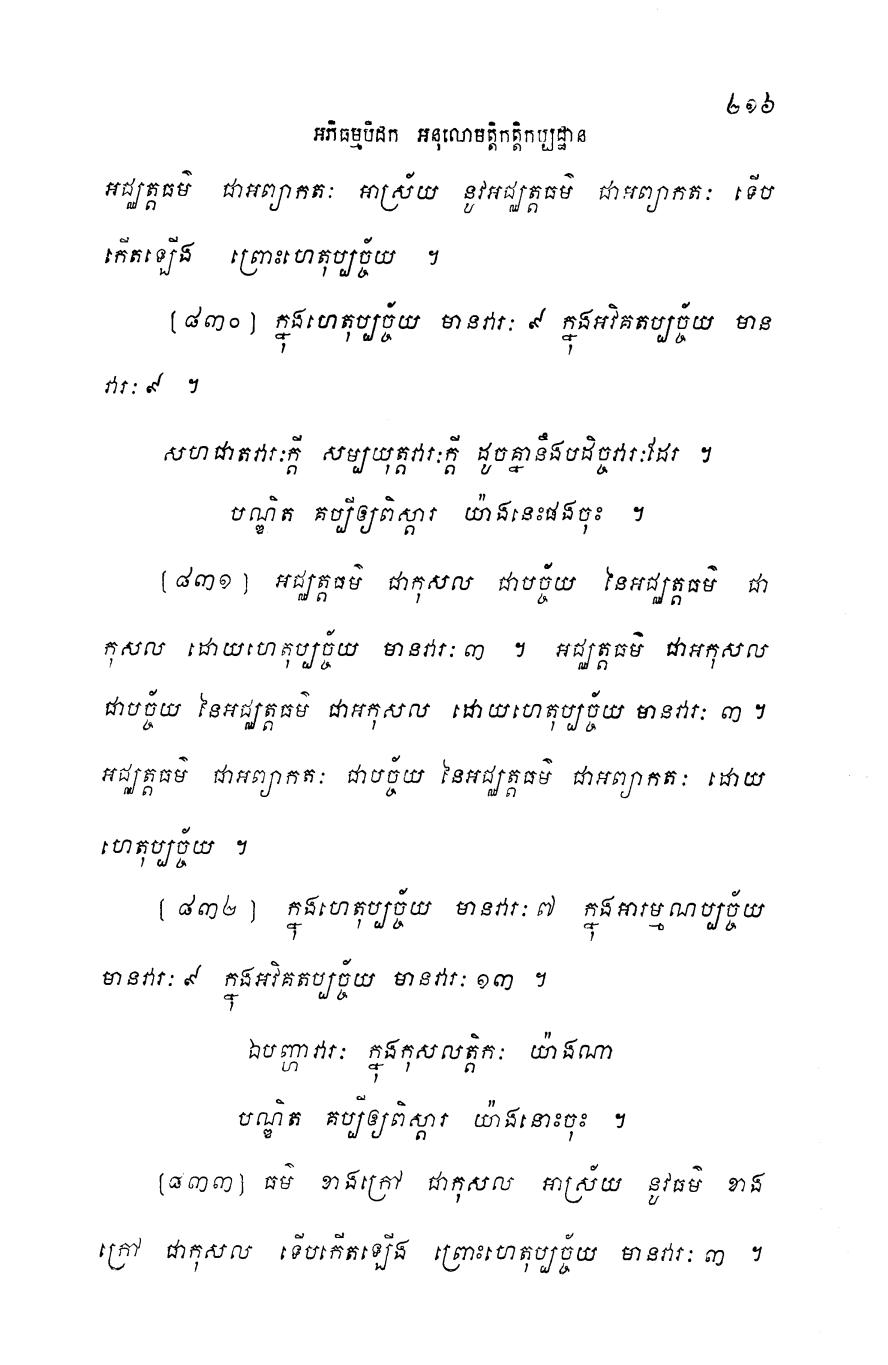 ២១៦
អភិធម្មបិដក អនុលោមត្តិកត្តិកប្បដ្ឋាន
អជ្ឈត្តធម៌ ជាអព្យាកតៈ អាស្រ័យ នូវអជ្ឈត្តធម៌ ជាអព្យាកតៈ ទើប
កើតឡើង ព្រោះហេតុប្បច្ច័យ ។
(៨៣០) ក្នុងហេតុប្បច្ច័យ មានវារៈ ៩ ក្នុងអវិគតប្បច្ច័យ មាន
វារៈ ៩ ។
សហជាតវារៈក្តី សម្បយុត្តវារៈក្តី ដូចគ្នានឹងបដិច្ចវារៈដែរ ។
បណ្ឌិត គប្បីឲ្យពិស្តារ យ៉ាងនេះផងចុះ ។
(៨៣១) អជ្ឈត្តធម៌ ជាកុសល ជាបច្ច័យ នៃអជ្ឈត្តធម៌ ជា
កុសល ដោយហេតុប្បច្ច័យ មានវារៈ ៣ ។ អជ្ឈត្តធម៌ ជាអកុសល
ជាបច្ច័យ នៃអជ្ឈត្តធម៌ ជាអកុសល ដោយហេតុប្បច្ច័យ មានវារៈ ៣ ។
អជ្ឈត្តធម៌ ជាអព្យាកតៈ ជាបច្ច័យ នៃអជ្ឈត្តធម៌ ជាអព្យាកតៈ ដោយ
ហេតុប្បច្ច័យ ។
(៨៣២) ក្នុងហេតុប្បច្ច័យ មានវារៈ ៧ ក្នុងអារម្មណប្បច្ច័យ
មានវារៈ ៩ ក្នុងអវិគតប្បច្ច័យ មានវារៈ ១៣ ។
ឯបញ្ហាវារៈ ក្នុងកុសលត្តិកៈ យ៉ាងណា
បណ្ឌិត គប្បីឲ្យពិស្តារ យ៉ាងនោះចុះ ។
(៨៣៣) ធម៌ ខាងក្រៅ ជាកុសល អាស្រ័យ នូវធម៌ ខាង
ក្រៅ ជាកុសល ទើបកើតឡើង ព្រោះហេតុប្បច្ច័យ មានវារៈ ៣ ។